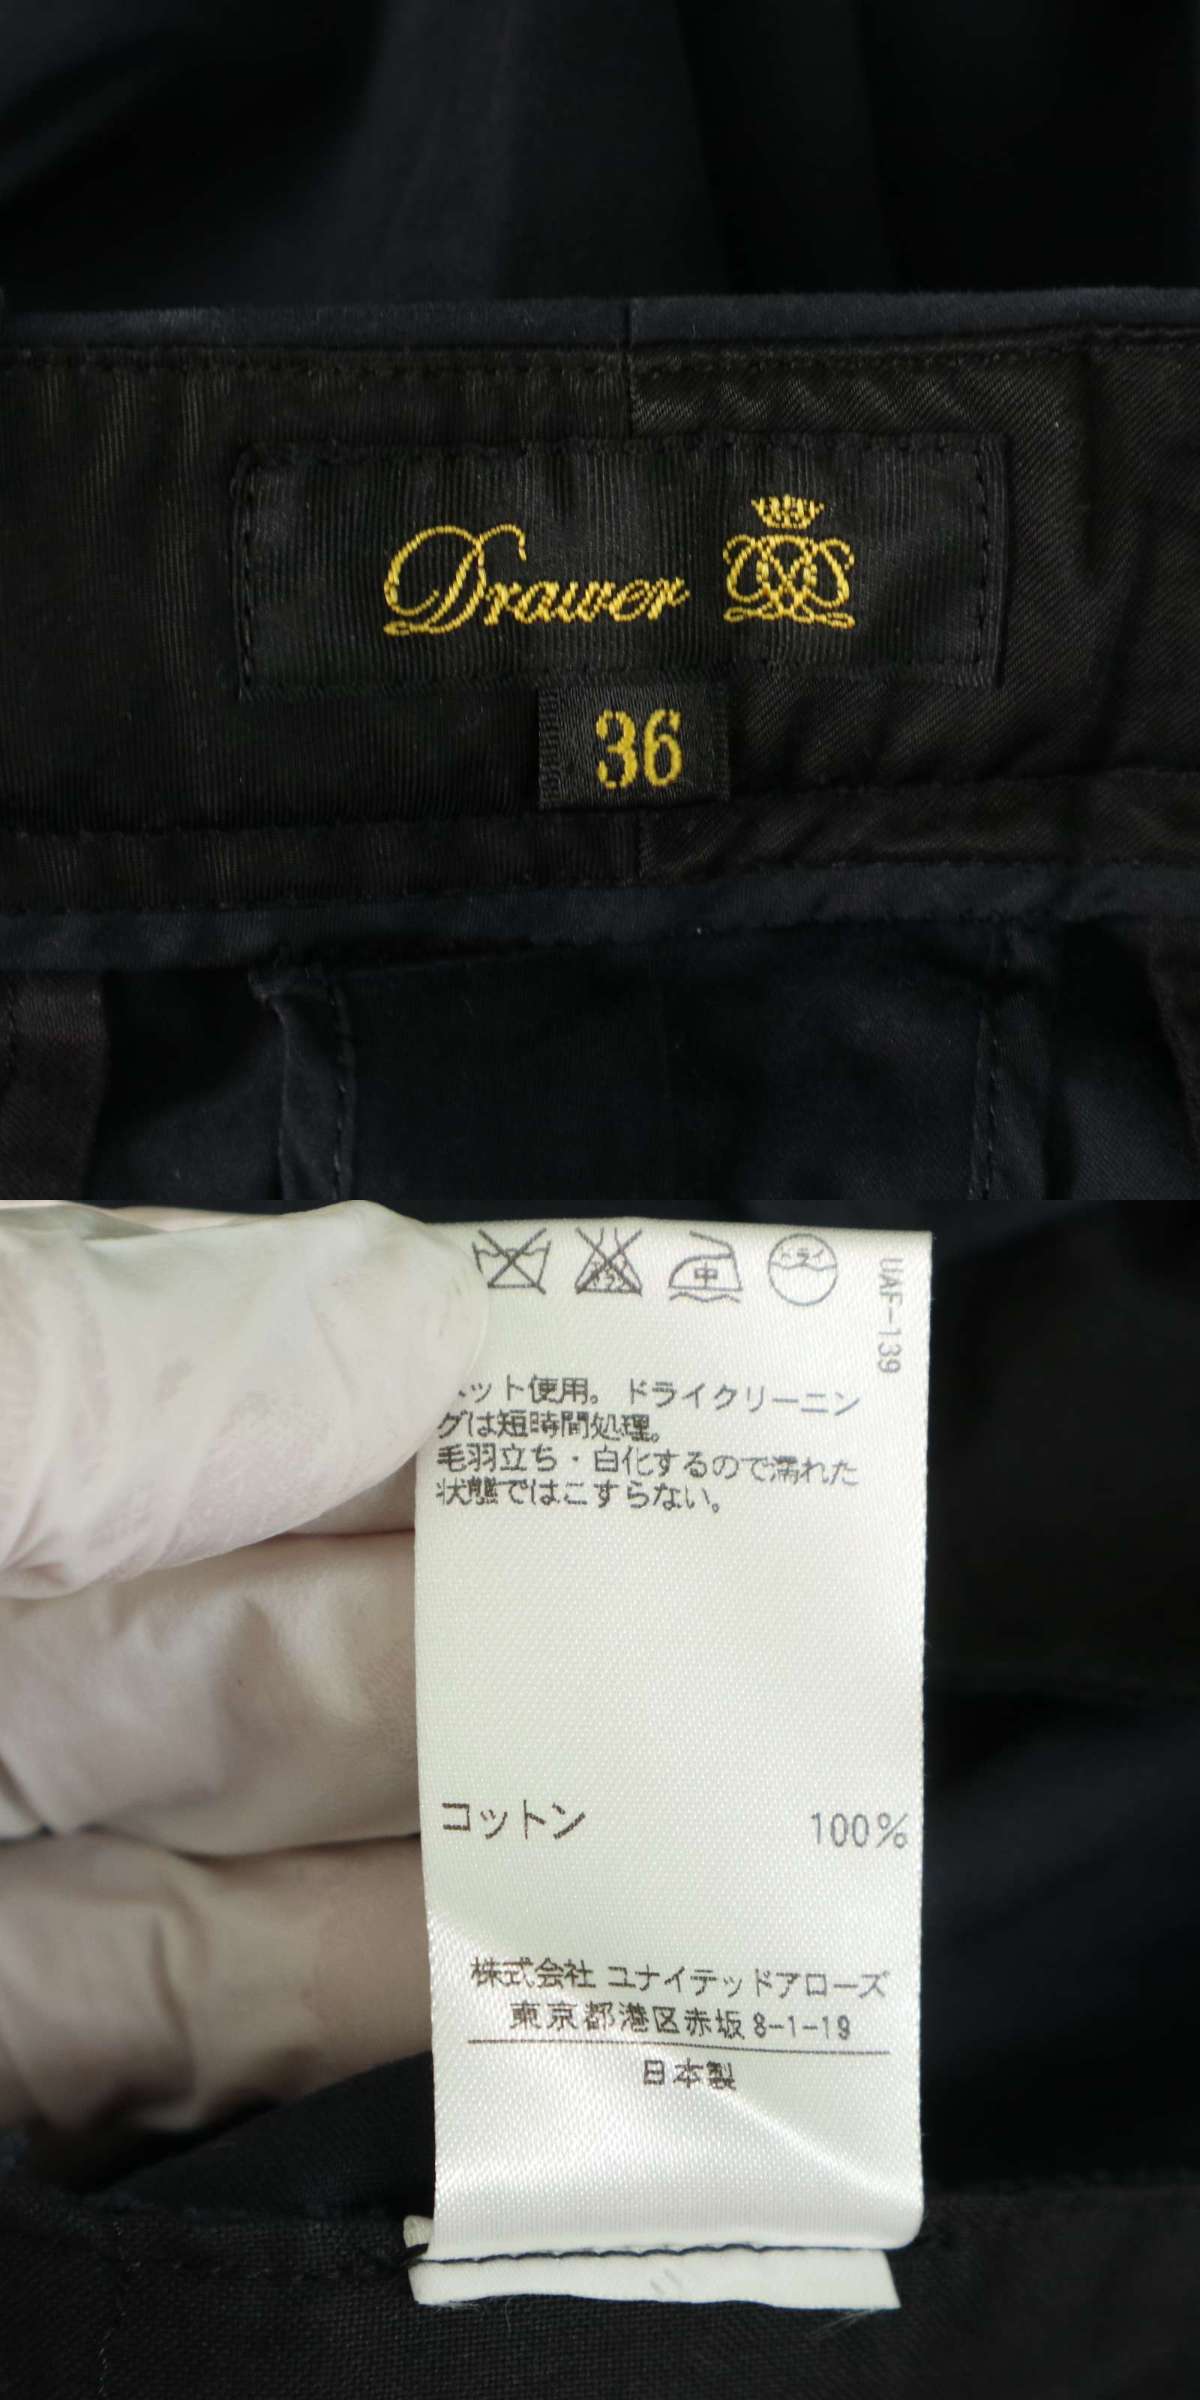 Drawer
36
中
ドライ
UAF-139
ネット使用。ドライクリーニン
グは短時間処理。
毛羽立ち・白化するので濡れた
状態ではこすらない。
コットン 100%
株式会社 ユナイテッドアローズ
東京都港区赤坂 8-1-19
日本製